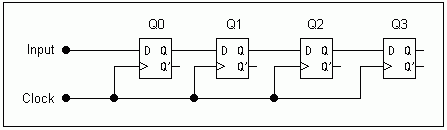 Q0 Q1 Q2 Q3
Input D Q D Q D Q D Q
Q' Q' Q' Q'
Clock